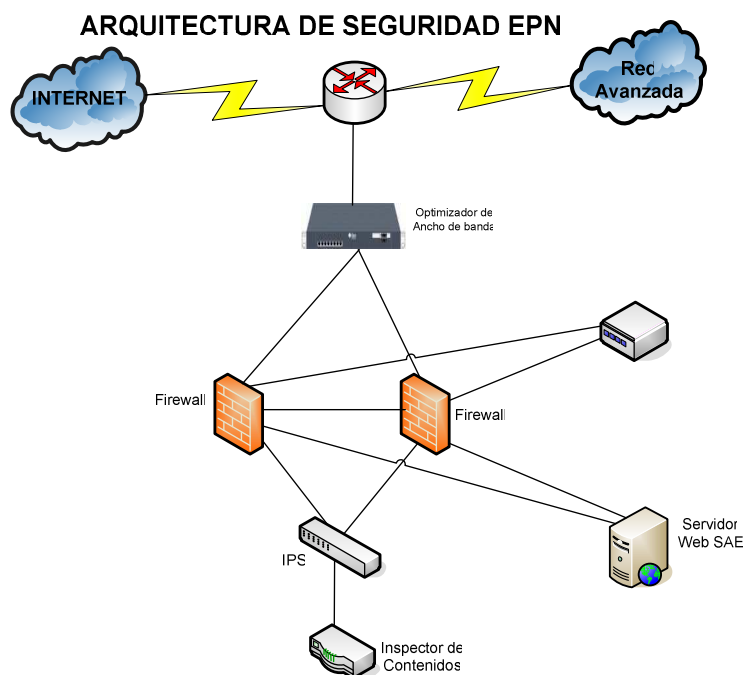 ARQUITECTURA DE SEGURIDAD EPN
INTERNET
Red
Avanzada
Optimizador de
Ancho de banda
Firewall
Firewall
Servidor
Web SAE
IPS
Inspector de
Contenidos